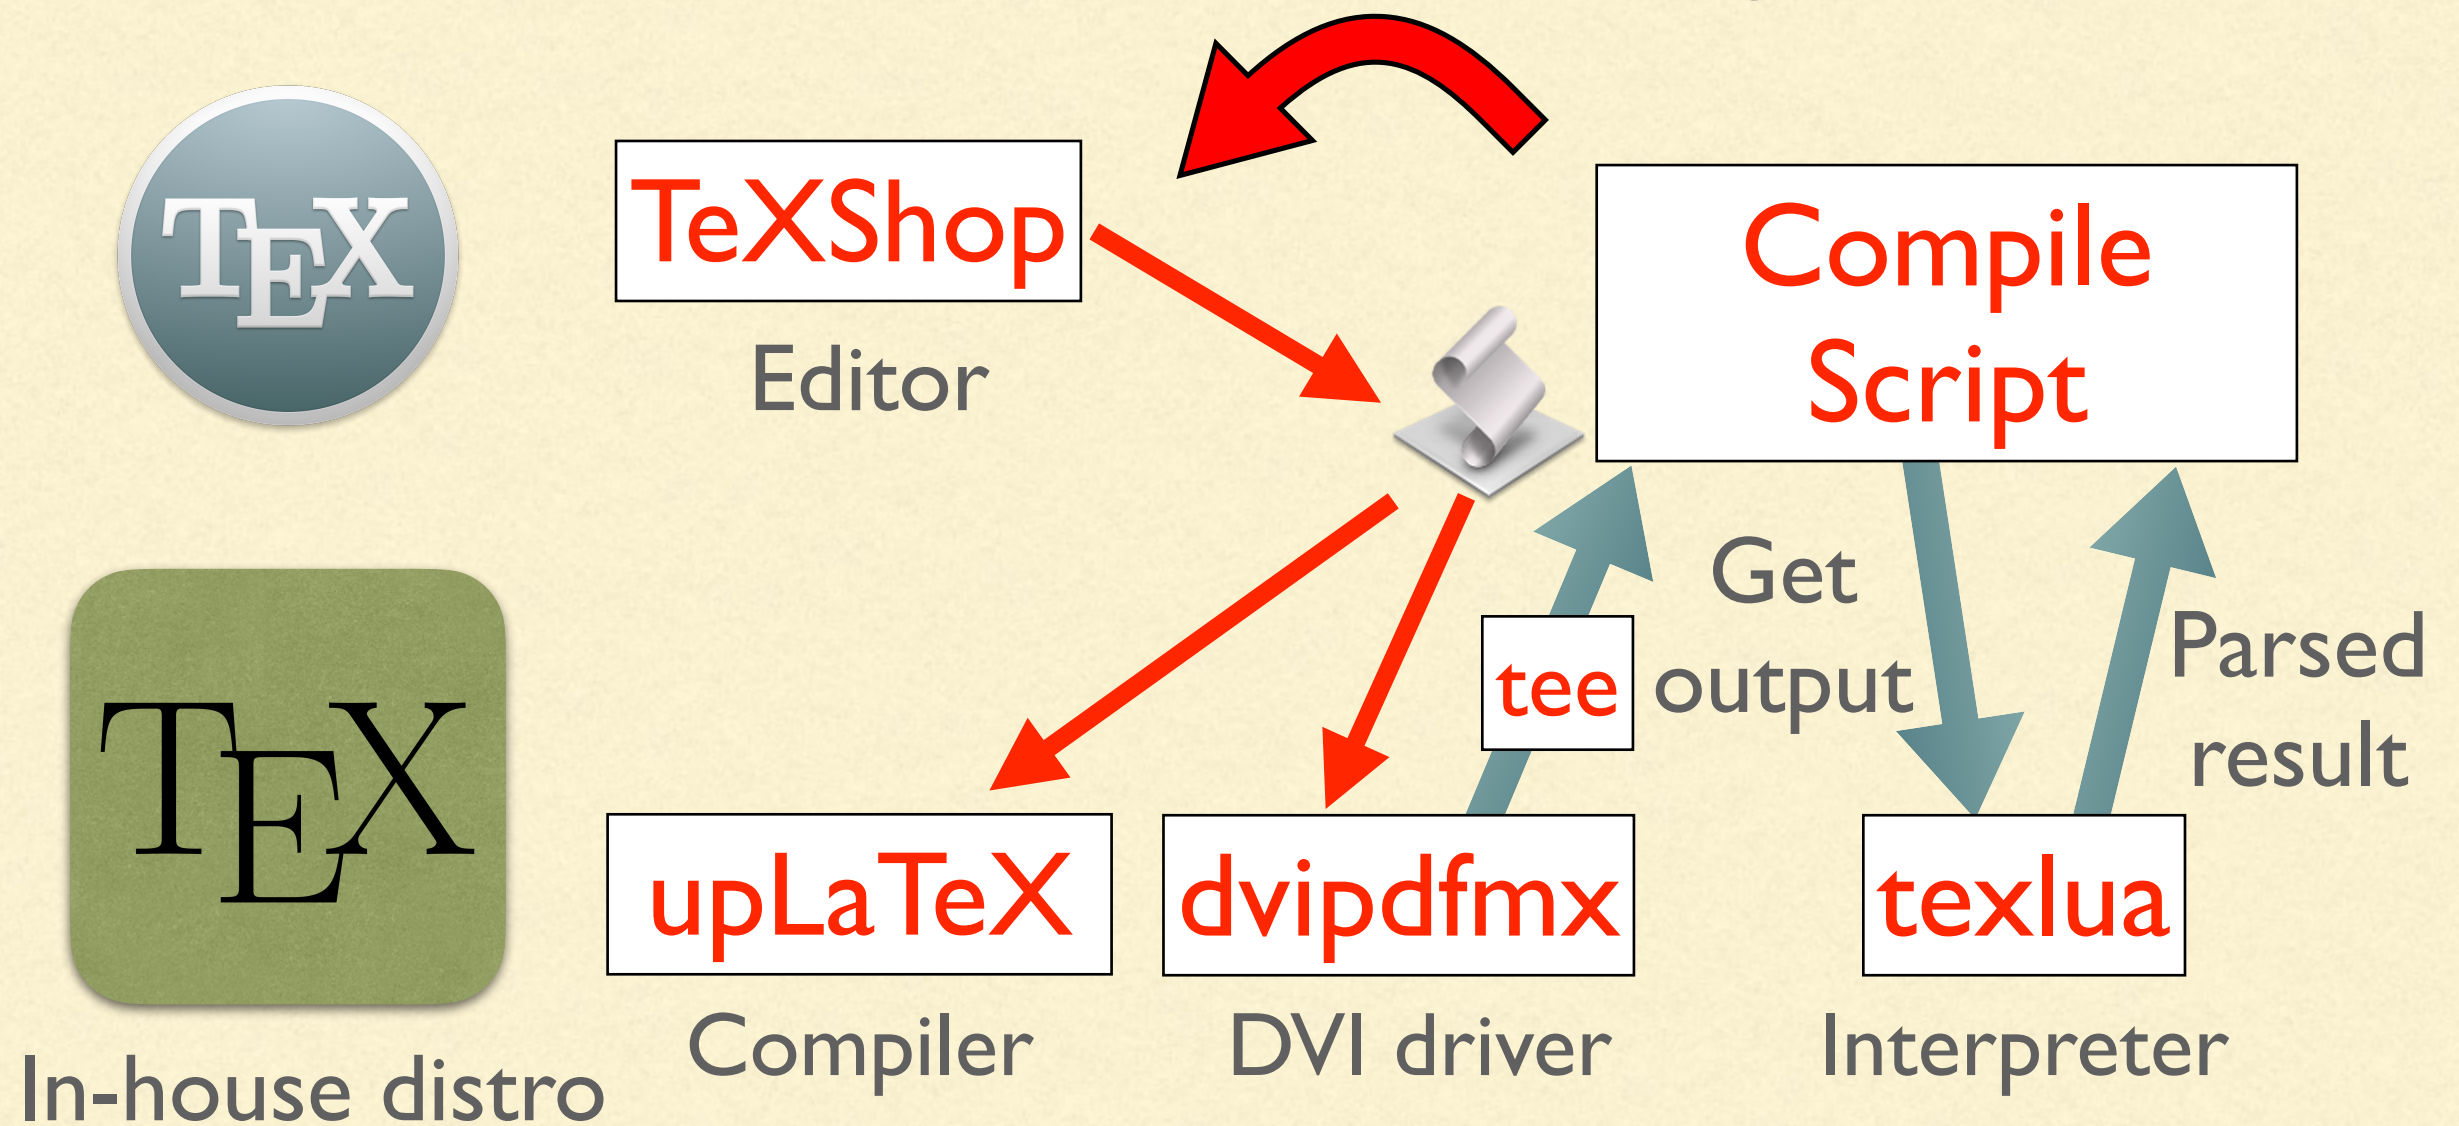 TEX
TeXShop
Editor
Compile
Script
Get
output
tee
Parsed
result
TEX
In-house distro
upLaTeX
Compiler
dvipdfmx
DVI driver
texlua
Interpreter